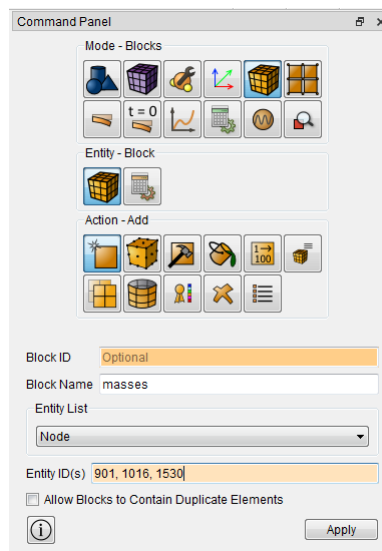 Command Panel
Mode - Blocks
t = 0
Entity - Block
Action - Add
1→
100
Block ID Optional
Block Name masses
Entity List
Node
Entity ID(s) 901, 1016, 1530
Allow Blocks to Contain Duplicate Elements
i Apply